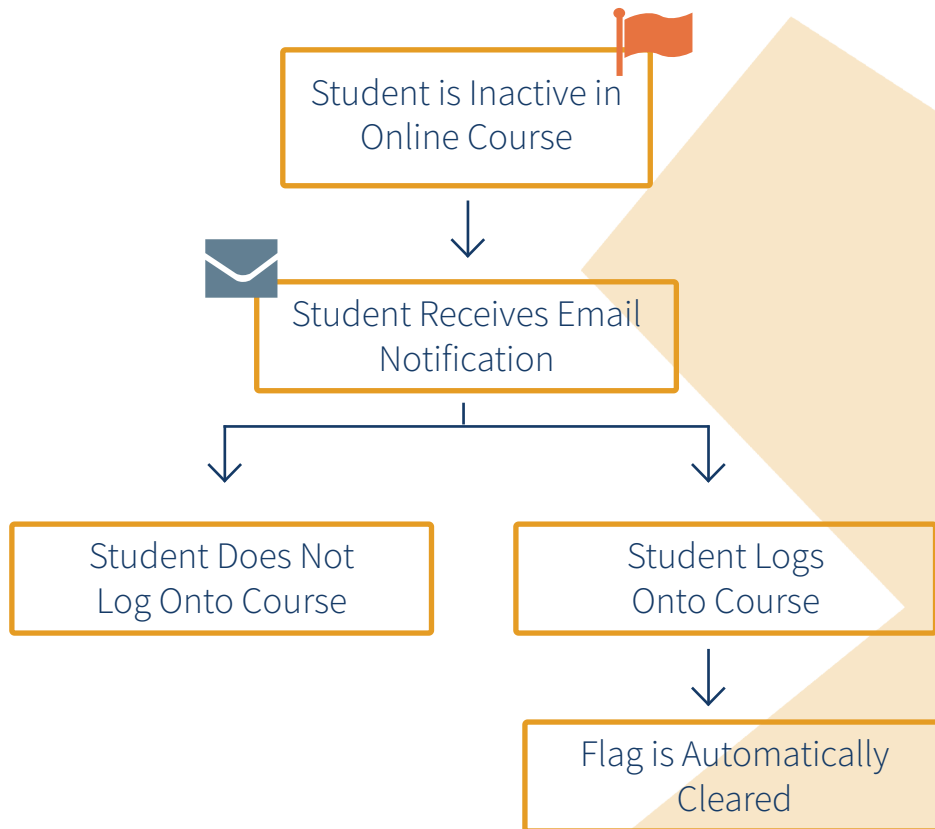 Student is Inactive in
Online Course
Student Receives Email
Notification
Student Does Not
Log Onto Course
Student Logs
Onto Course
Flag is Automatically
Cleared